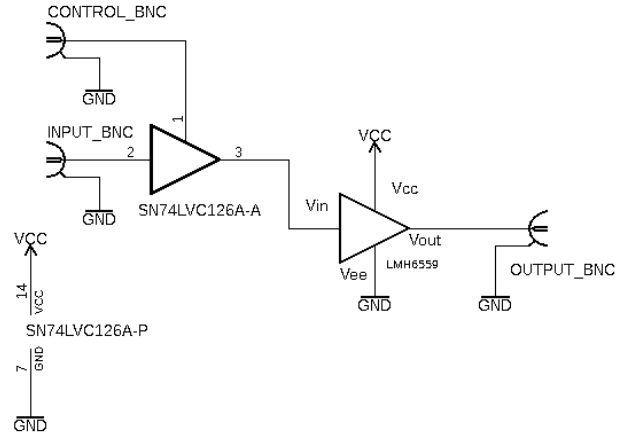 CONTROL_BNC
GND
1
INPUT_BNC
2
3
GND
SN74LVC126A-A
VCC
Vcc
Vin
Vout
Vee
LMH6559
GND
OUTPUT_BNC
GND
VCC
14
VCC
SN74LVC126A-P
7
GND
GND